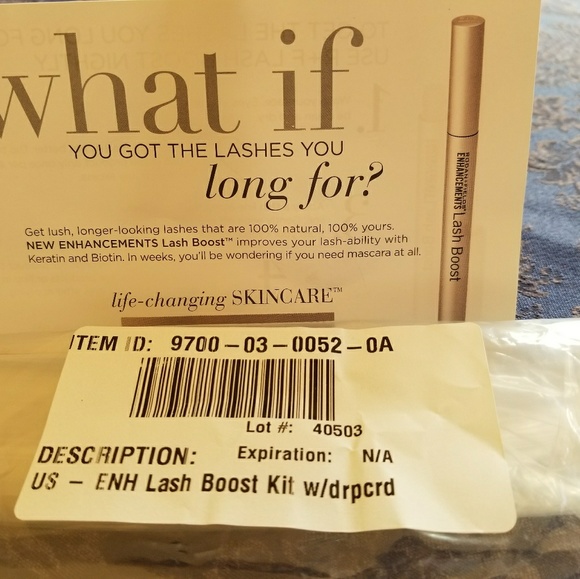 what if
YOU GOT THE LASHES YOU
long for?
Get lush, longer-looking lashes that are 100% natural, 100% yours.
NEW ENHANCEMENTS Lash Boost™ improves your lash-ability with
Keratin and Biotin. In weeks, you'll be wondering if you need mascara at all.
life-changing SKINCARE™
RODAN+FIELDS
ENHANCEMENTS Lash Boost
ITEM ID: 9700-03-0052-0A
Lot #: 40503
DESCRIPTION: Expiration: N/A
US - ENH Lash Boost Kit w/drpcrd